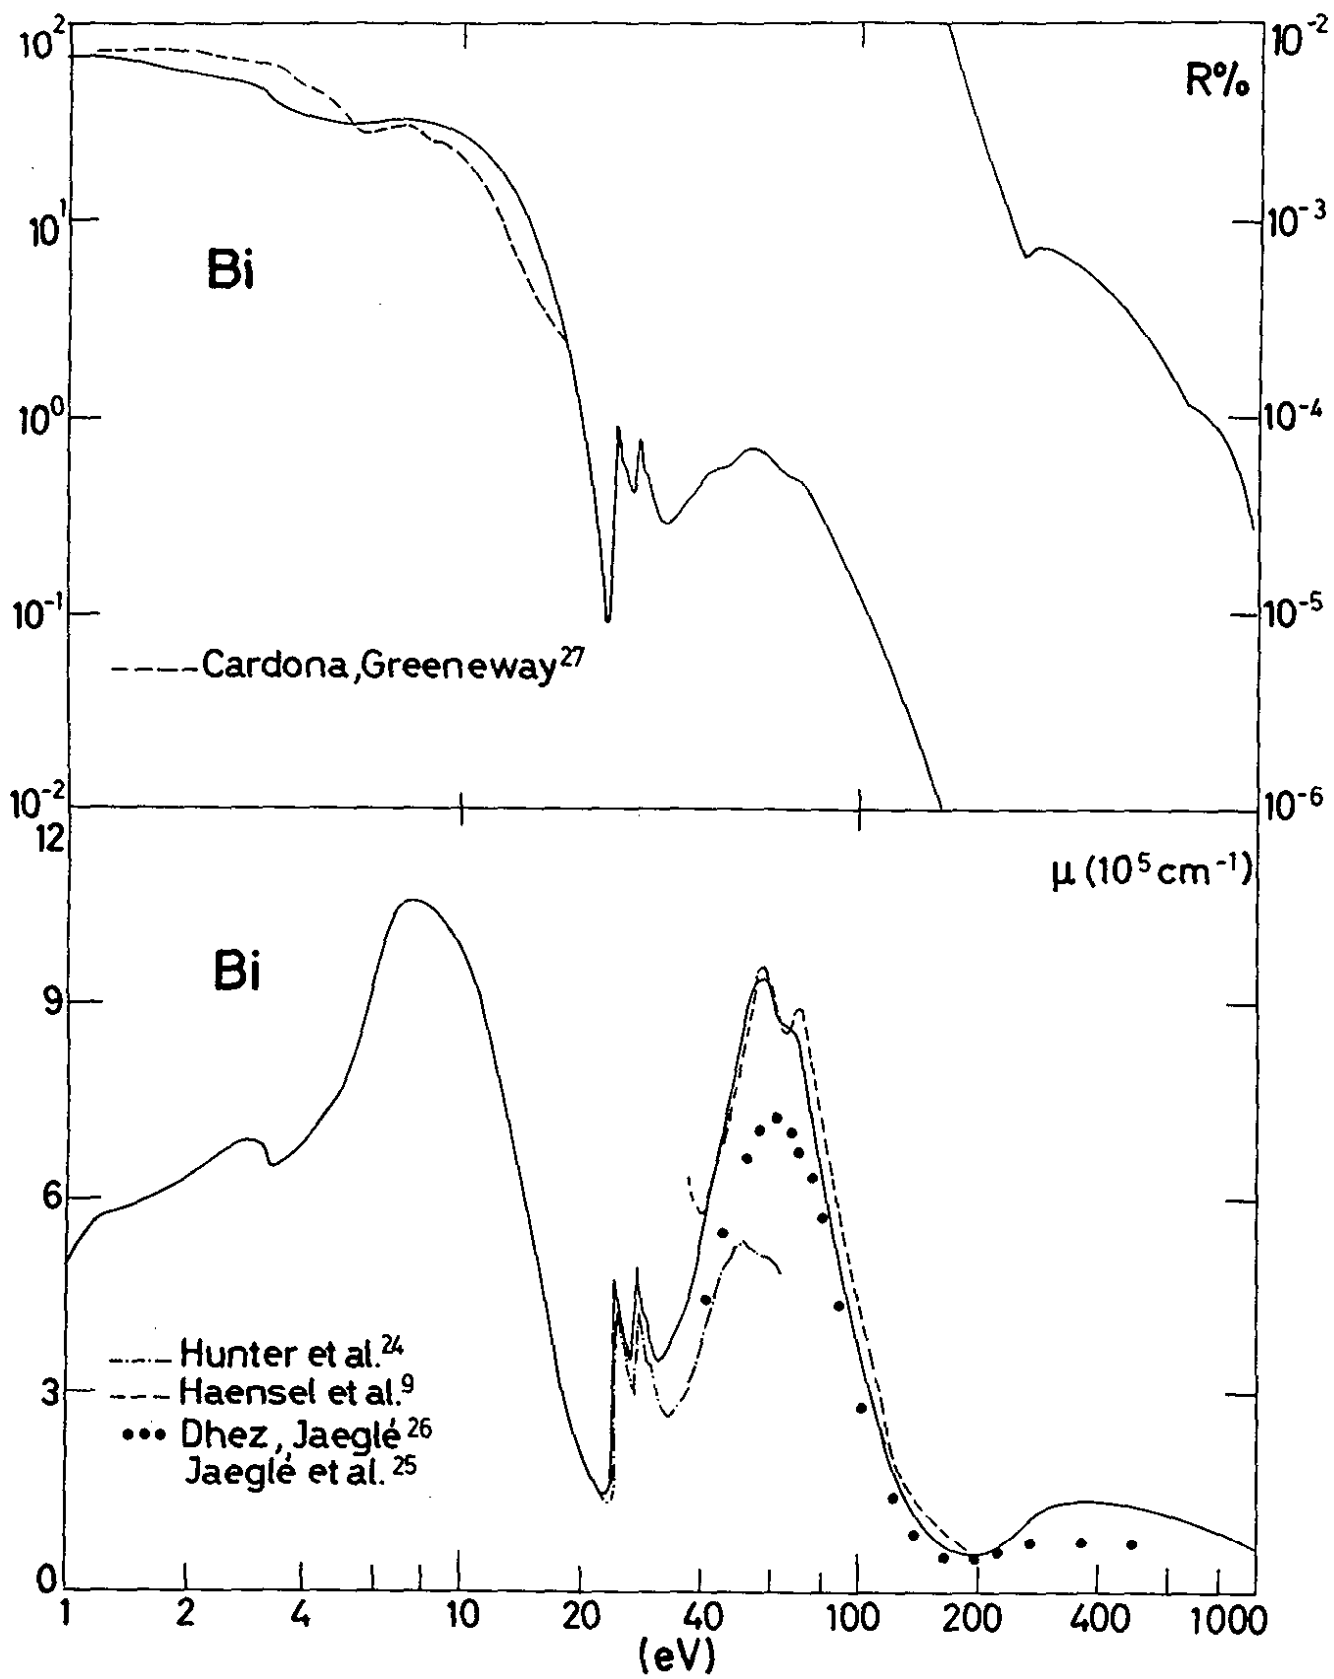 10² 10⁻²
R%
10¹ 10⁻³
Bi
10⁰ 10⁻⁴
10⁻¹ 10⁻⁵
Cardona, Greeneway²⁷
10⁻² 10⁻⁶
12
μ (10⁵ cm⁻¹)
Bi
9
6
Hunter et al.²⁴
3 Haensel et al.⁹
Dhez, Jaeglé²⁶
Jaeglé et al.²⁵
0
1 2 4 10 20 40 100 200 400 1000
(eV)